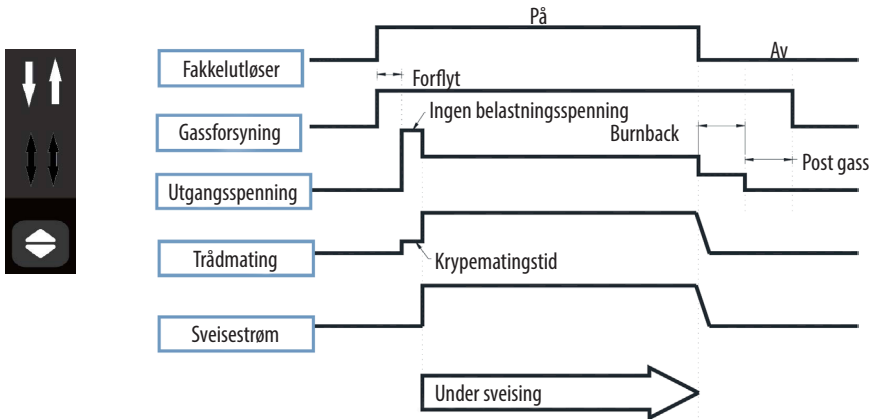 På
Av
Fakkelutløser
Forflyt
Ingen belastningsspenning
Gassforsyning
Burnback
Post gass
Utgangsspenning
Trådmating
Krypematingstid
Sveisestrøm
Under sveising